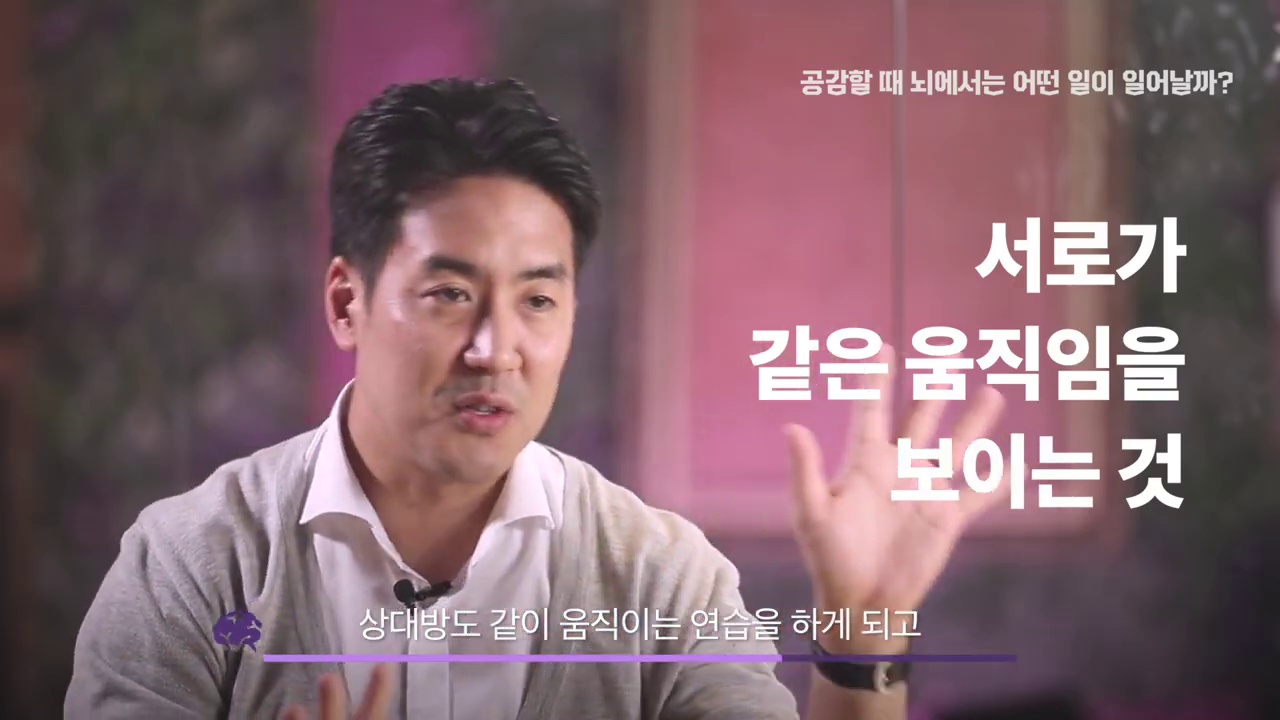 공감할 때 뇌에서는 어떤 일이 일어날까?
서로가
같은 움직임을
보이는 것
상대방도 같이 움직이는 연습을 하게 되고